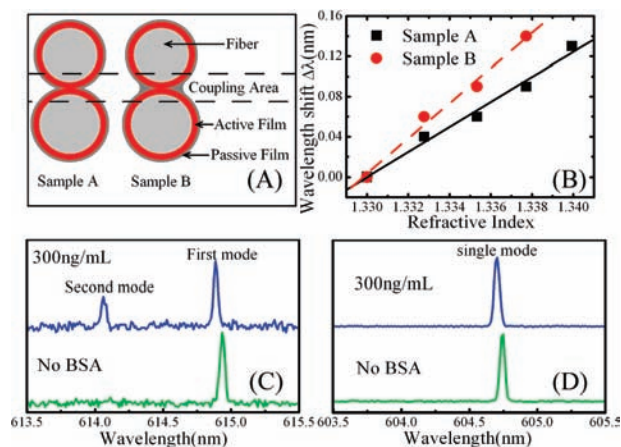 Fiber
Coupling Area
Active Film
Passive Film
Sample A
Sample B
(A)
Wavelength shift Δλ(nm)
0.12
0.08
0.04
0.00
Sample A
Sample B
(B)
1.330 1.332 1.334 1.336 1.338 1.340
Refractive Index
300ng/mL
First mode
Second mode
No BSA
(C)
613.5 614.0 614.5 615.0 615.5
Wavelength(nm)
single mode
300ng/mL
No BSA
(D)
603.5 604.0 604.5 605.0 605.5
Wavelength(nm)